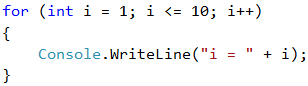 for (int i = 1; i <= 10; i++)
{
    Console.WriteLine("i = " + i);
}